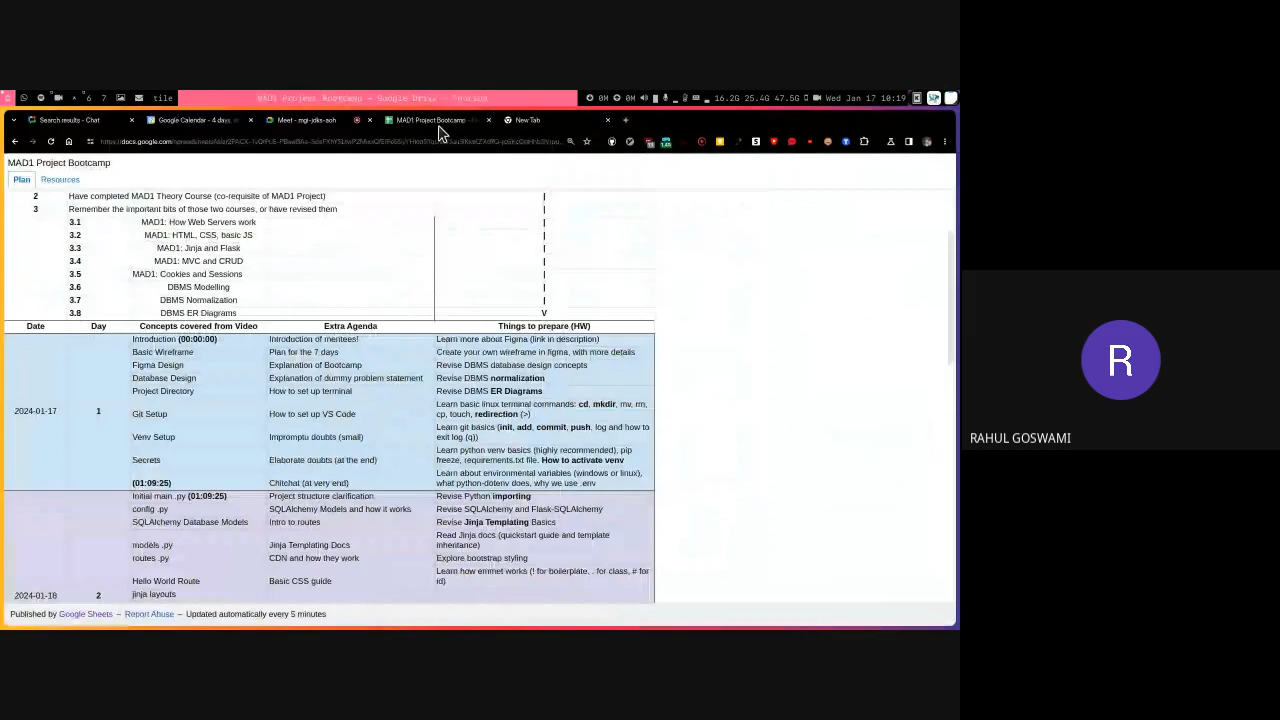 6 7 tile MAD1 Project Bootcamp - Google Drive - Thorium 0M 0M 16.2G 25.4G 47.5G Wed Jan 17 10:19
Search results - Chat Google Calendar - 4 days, Meet - mgi-jdks-aoh MAD1 Project Bootcamp New Tab
MAD1 Project Bootcamp
Plan Resources
2 Have completed MAD1 Theory Course (co-requisite of MAD1 Project) |
3 Remember the important bits of those two courses, or have revised them |
3.1 MAD1: How Web Servers work |
3.2 MAD1: HTML, CSS, basic JS |
3.3 MAD1: Jinja and Flask |
3.4 MAD1: MVC and CRUD |
3.5 MAD1: Cookies and Sessions |
3.6 DBMS Modelling |
3.7 DBMS Normalization |
3.8 DBMS ER Diagrams V
Date Day Concepts covered from Video Extra Agenda Things to prepare (HW)
Introduction (00:00:00) Introduction of mentees! Learn more about Figma (link in description)
Basic Wireframe Plan for the 7 days Create your own wireframe in figma, with more details
Figma Design Explanation of Bootcamp Revise DBMS database design concepts
Database Design Explanation of dummy problem statement Revise DBMS normalization
Project Directory How to set up terminal Revise DBMS ER Diagrams
2024-01-17 1 Git Setup How to set up VS Code Learn basic linux terminal commands: cd, mkdir, mv, rm,
cp, touch, redirection (>)
Venv Setup Impromptu doubts (small) Learn git basics (init, add, commit, push, log and how to
exit log (q))
Secrets Elaborate doubts (at the end) Learn python venv basics (highly recommended), pip
freeze, requirements.txt file. How to activate venv
Learn about environmental variables (windows or linux),
(01:09:25) Chitchat (at very end) what python-dotenv does, why we use .env
Initial main .py (01:09:25) Project structure clarification Revise Python importing
config .py SQLAlchemy Models and how it works Revise SQLAlchemy and Flask-SQLAlchemy
SQLAlchemy Database Models Intro to routes Revise Jinja Templating Basics
models .py Jinja Templating Docs Read Jinja docs (quickstart guide and template
inheritance)
routes .py CDN and how they work Explore bootstrap styling
Hello World Route Basic CSS guide Learn how emmet works (! for boilerplate, . for class, # for
id)
2024-01-18 2 jinja layouts
Published by Google Sheets – Report Abuse – Updated automatically every 5 minutes
R
RAHUL GOSWAMI